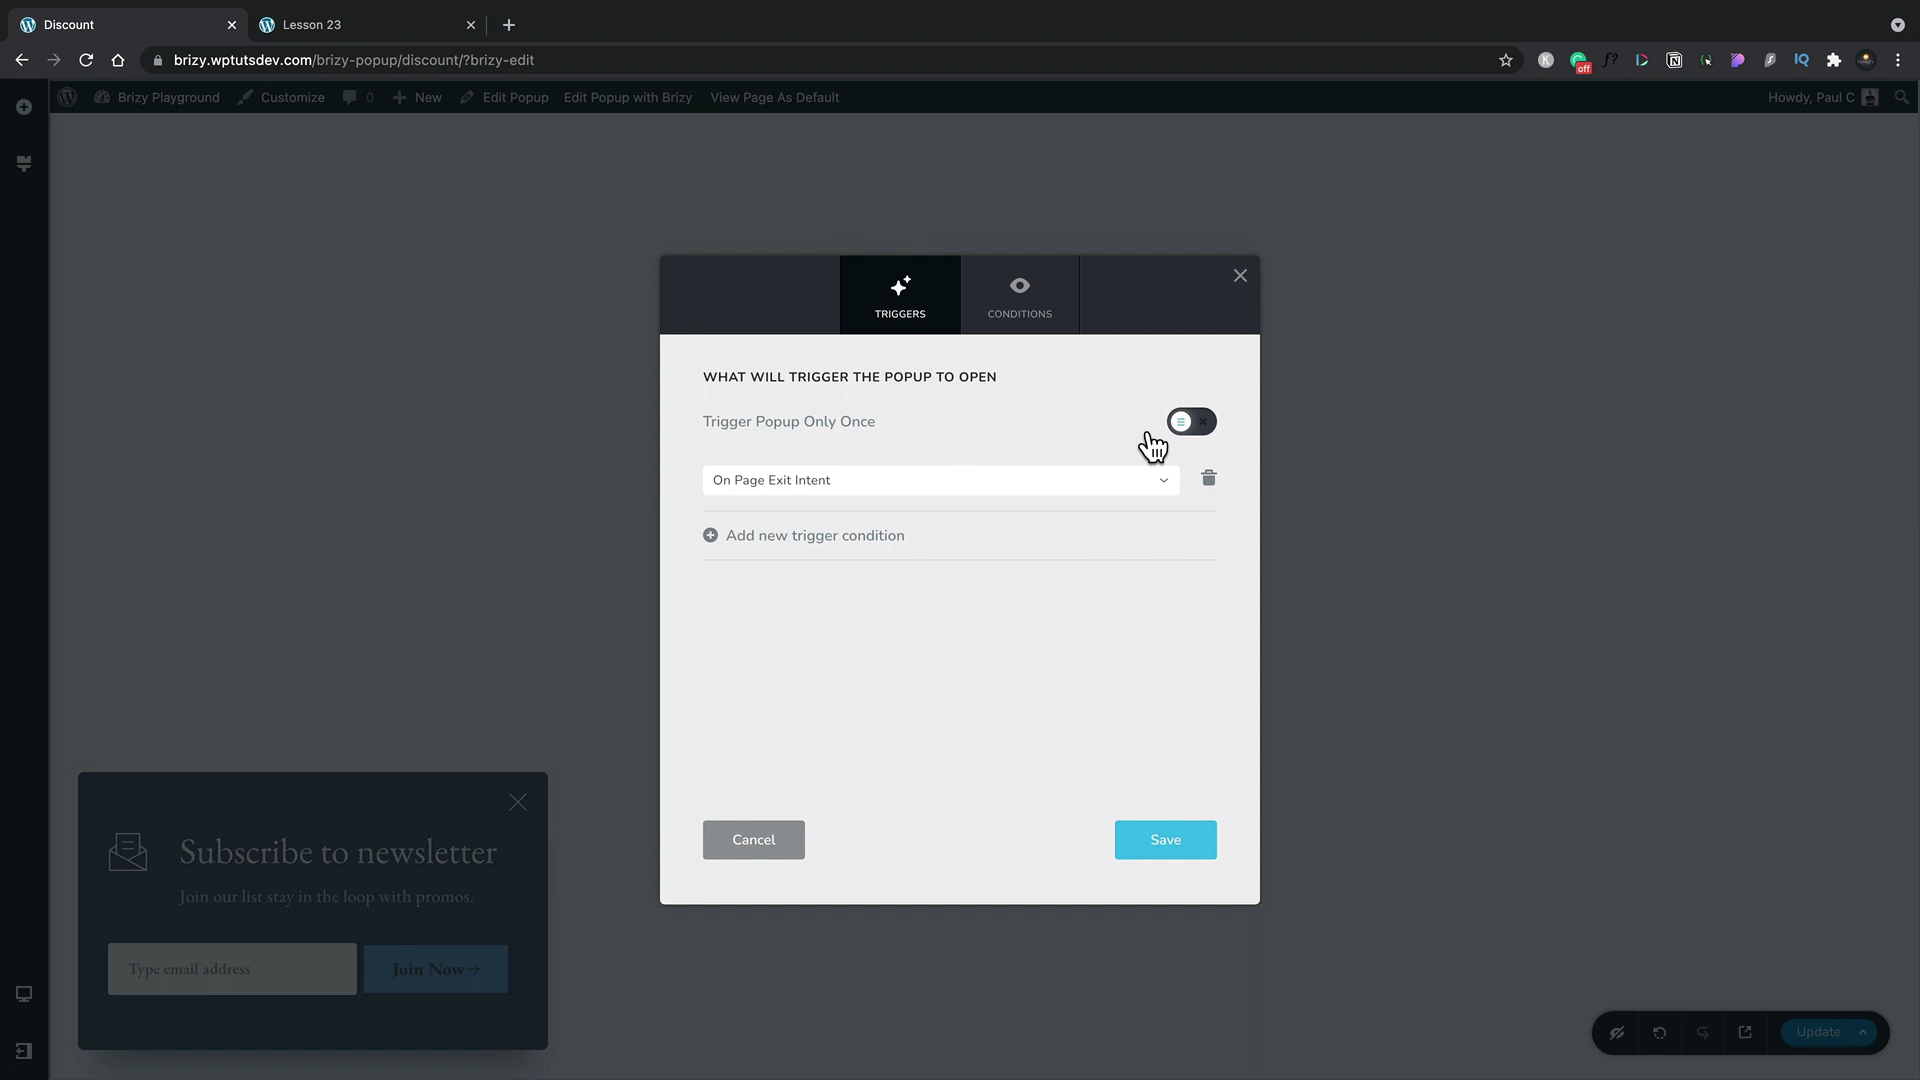 Discount
Lesson 23
brizy.wptutsdev.com/brizy-popup/discount/?brizy-edit
off
Brizy Playground
Customize
0
New
Edit Popup
Edit Popup with Brizy
View Page As Default
Howdy, Paul C
TRIGGERS
CONDITIONS
WHAT WILL TRIGGER THE POPUP TO OPEN
Trigger Popup Only Once
On Page Exit Intent
Add new trigger condition
Cancel
Save
Subscribe to newsletter
Join our list stay in the loop with promos.
Type email address
Join Now→
Update